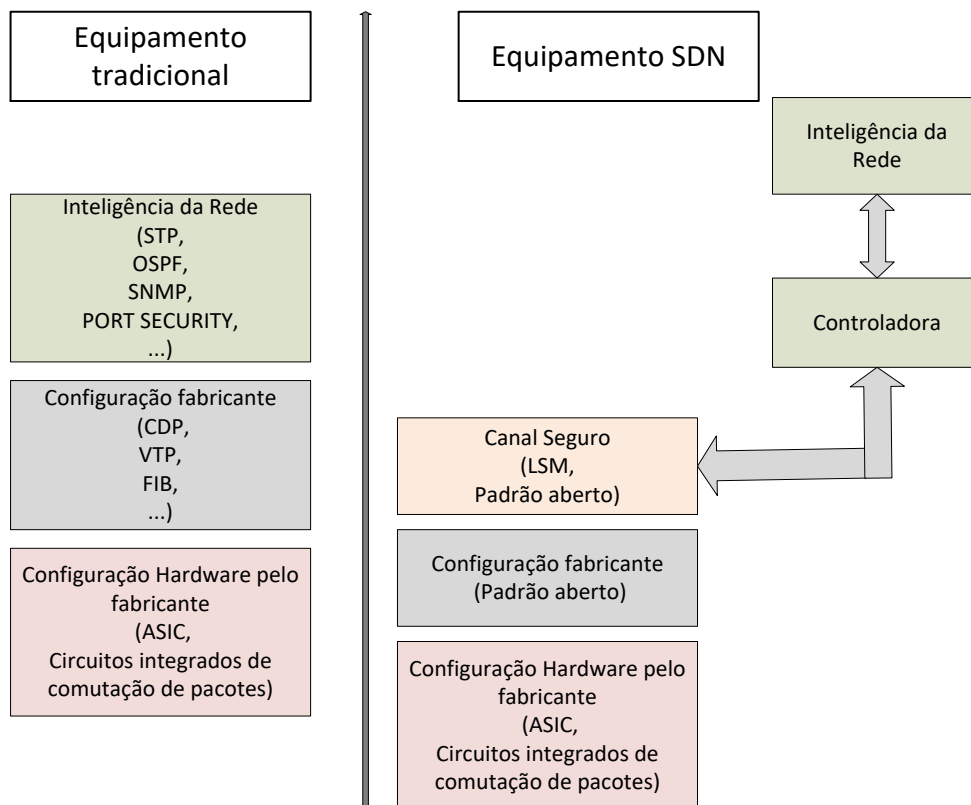 Equipamento
tradicional
Inteligência da Rede
(STP,
OSPF,
SNMP,
PORT SECURITY,
...)
Configuração fabricante
(CDP,
VTP,
FIB,
...)
Configuração Hardware pelo
fabricante
(ASIC,
Circuitos integrados de
comutação de pacotes)
Equipamento SDN
Inteligência da
Rede
Controladora
Canal Seguro
(LSM,
Padrão aberto)
Configuração fabricante
(Padrão aberto)
Configuração Hardware pelo
fabricante
(ASIC,
Circuitos integrados de
comutação de pacotes)